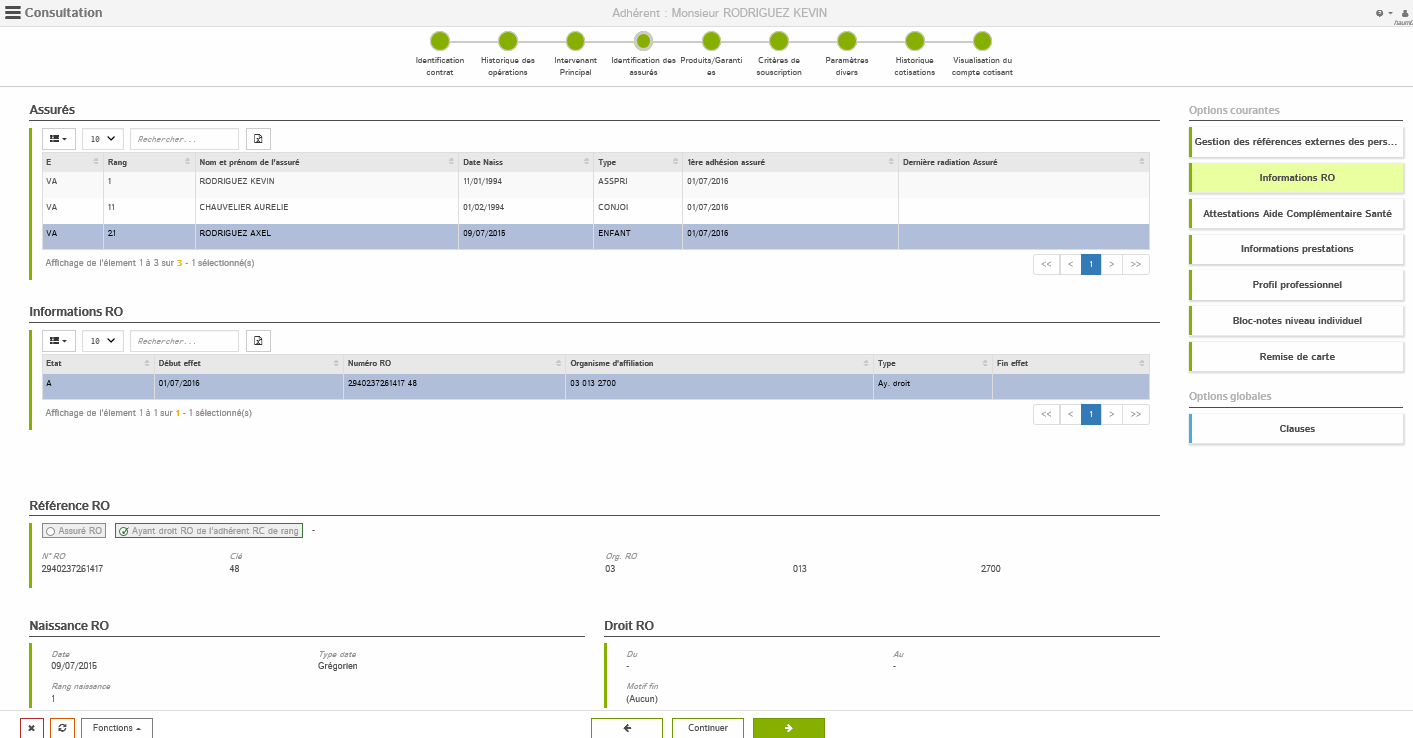 Consultation
Adhérent : Monsieur RODRIGUEZ KEVIN
Identification contrat
Historique des opérations
Intervenant Principal
Identification des assurés
Produits/Garanties
Critères de souscription
Paramètres divers
Historique cotisations
Visualisation du compte cotisant
Assurés
10 Rechercher...
E Rang Nom et prénom de l'assuré Date Naiss Type 1ère adhésion assuré Dernière radiation Assuré
VA 1 RODRIGUEZ KEVIN 11/01/1994 ASSPRI 01/07/2016
VA 11 CHAUVELIER AURELIE 01/02/1994 CONJOI 01/07/2016
VA 21 RODRIGUEZ AXEL 09/07/2015 ENFANT 01/07/2016
Affichage de l'élement 1 à 3 sur 3 - 1 sélectionné(s)
<< < 1 > >>
Informations RO
10 Rechercher...
Etat Début effet Numéro RO Organisme d'affiliation Type Fin effet
A 01/07/2016 2940237261417 48 03 013 2700 Ay. droit
Affichage de l'élement 1 à 1 sur 1 - 1 sélectionné(s)
<< < 1 > >>
Référence RO
Assuré RO Ayant droit RO de l'adhérent RC de rang -
N° RO Clé Org. RO
2940237261417 48 03 013 2700
Naissance RO
Date Type date
09/07/2015 Grégorien
Rang naissance
1
Droit RO
Du Au
- -
Motif fin
(Aucun)
Options courantes
Gestion des références externes des pers...
Informations RO
Attestations Aide Complémentaire Santé
Informations prestations
Profil professionnel
Bloc-notes niveau individuel
Remise de carte
Options globales
Clauses
Fonctions
Continuer